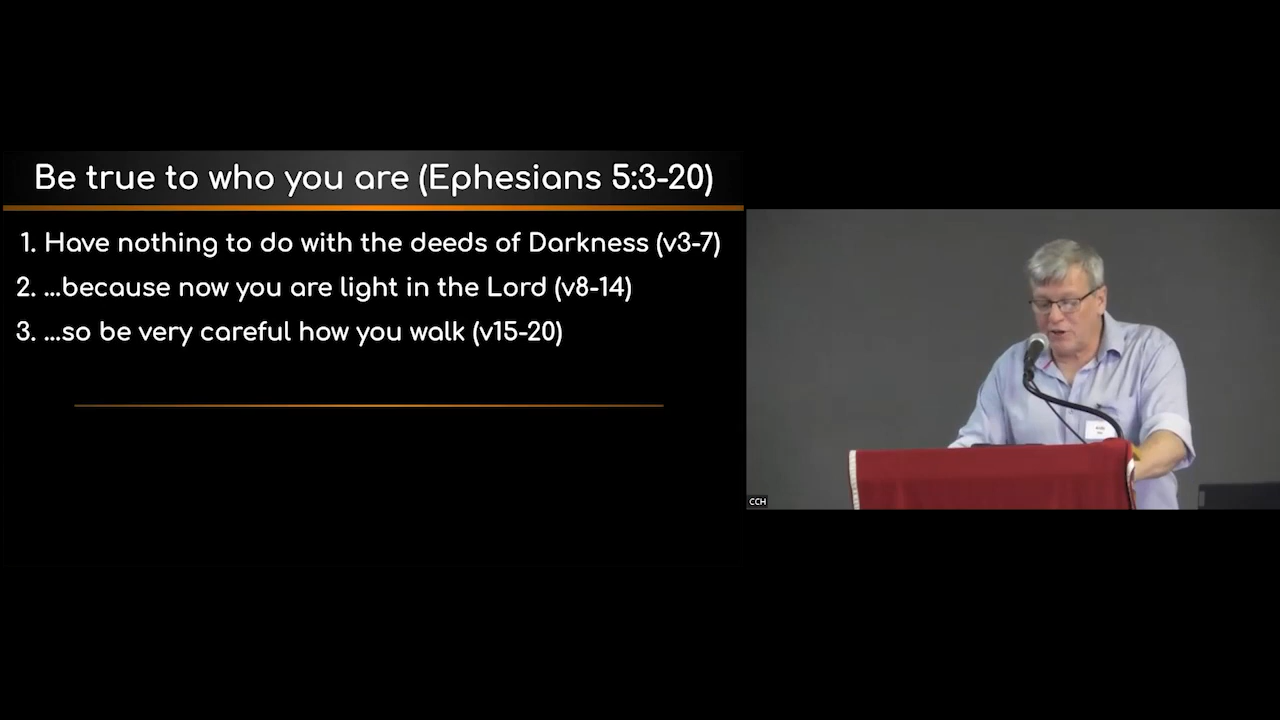 Be true to who you are (Ephesians 5:3-20)
1. Have nothing to do with the deeds of Darkness (v3-7)
2. ...because now you are light in the Lord (v8-14)
3. ...so be very careful how you walk (v15-20)
CCH